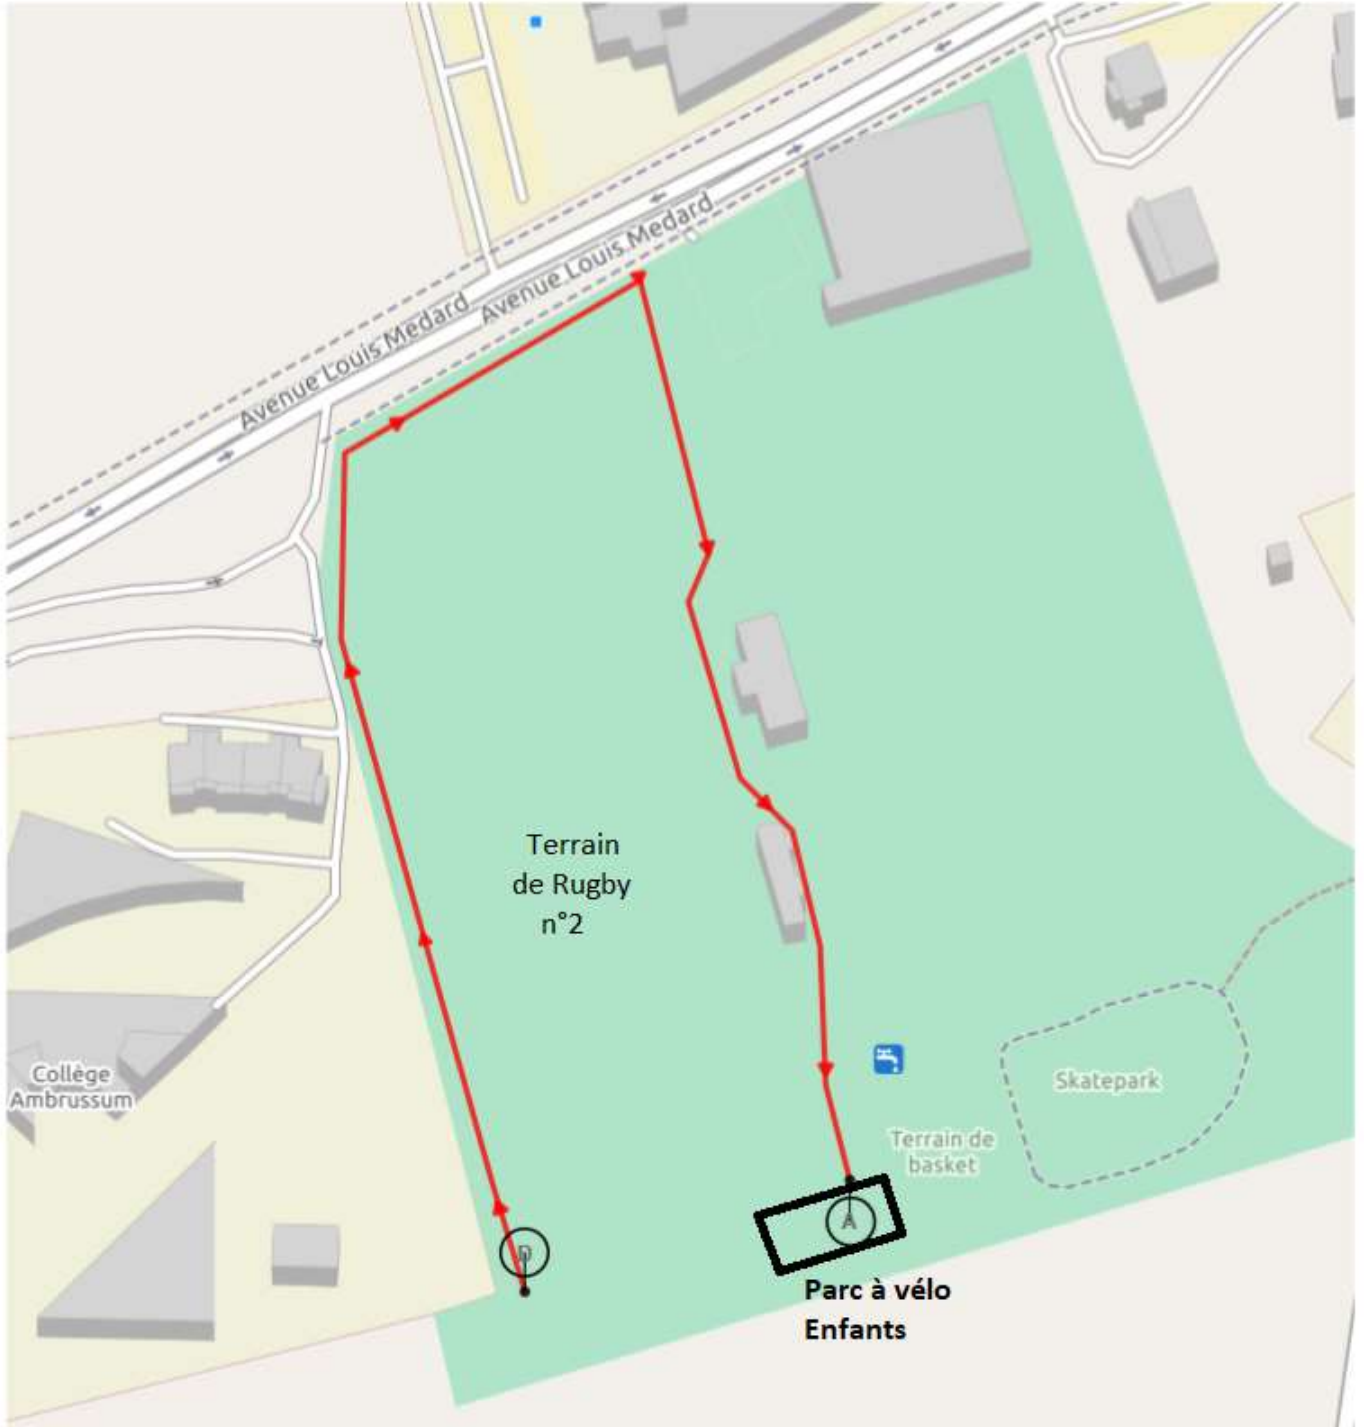 Avenue Louis Medard
Avenue Louis Medard
Terrain
de Rugby
n°2
Collège
Ambrussum
Skatepark
Terrain de
basket
D
A
Parc à vélo
Enfants